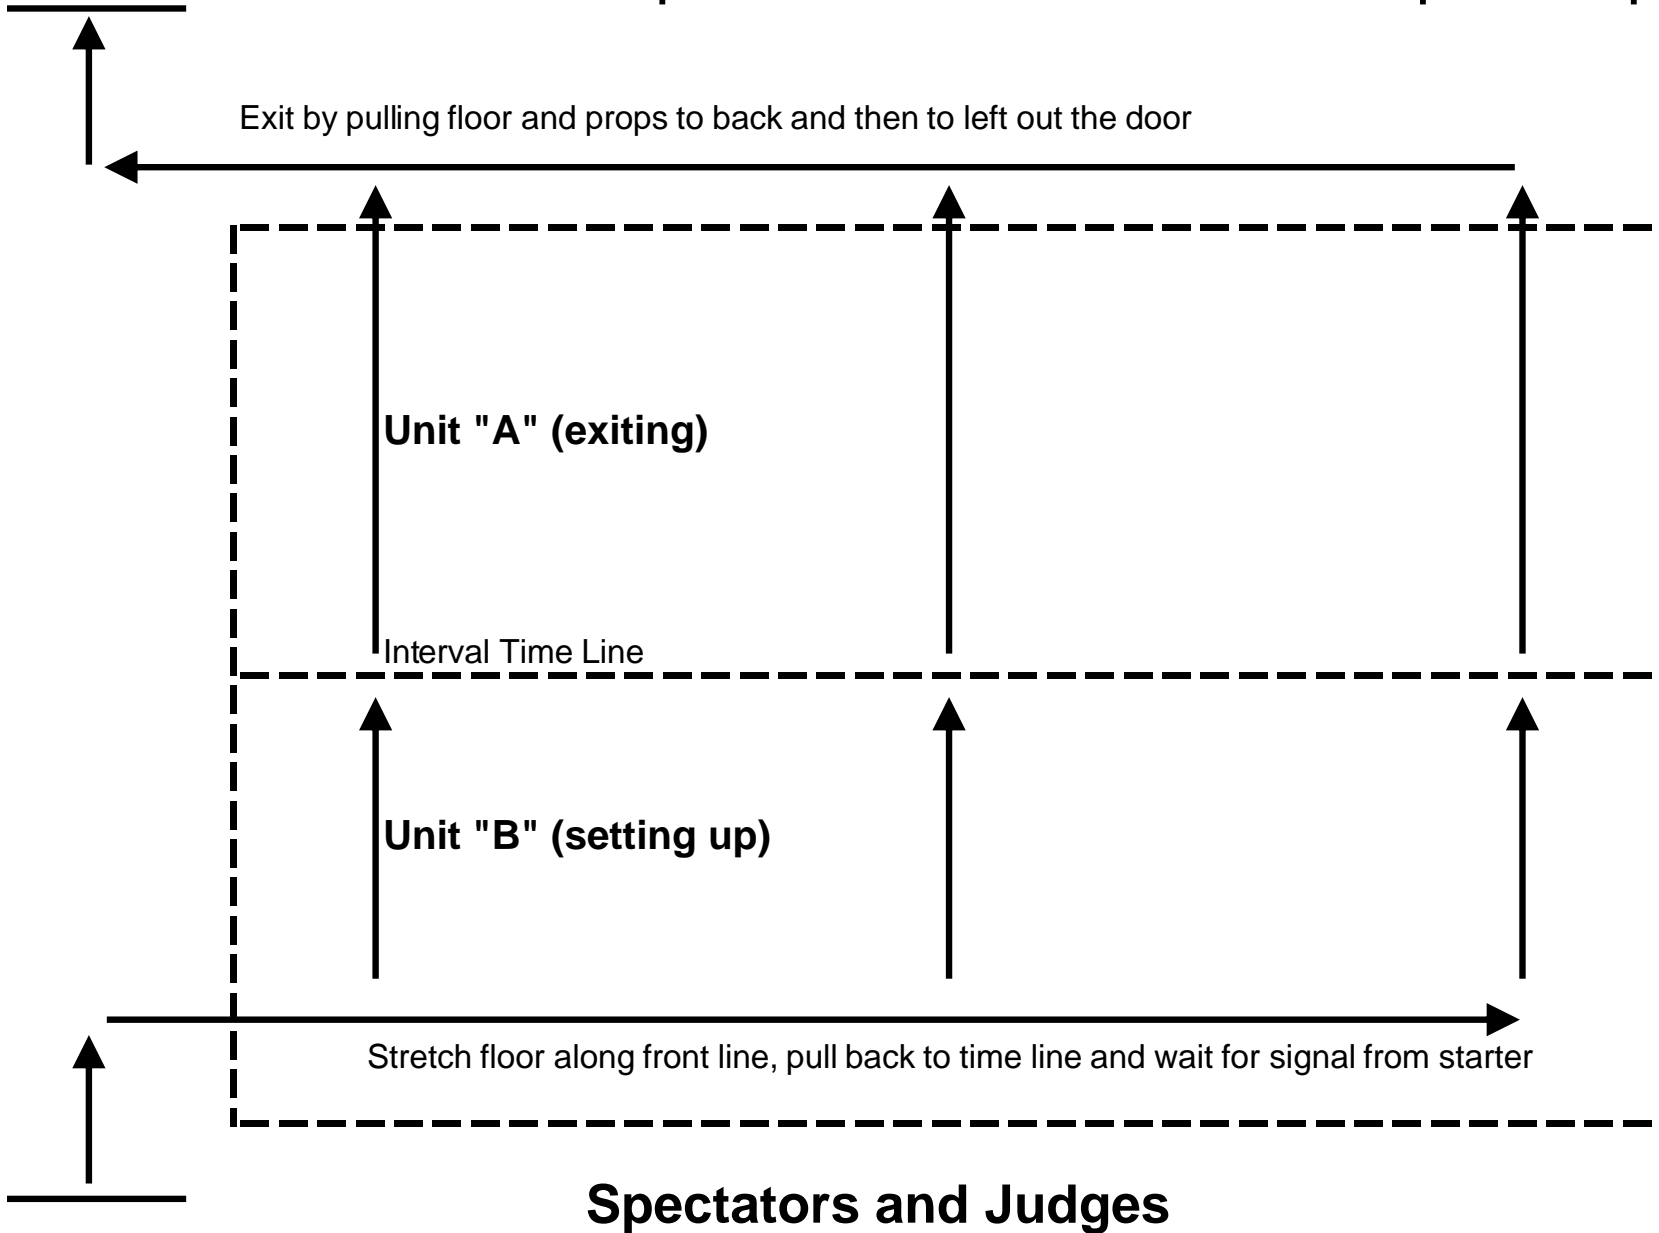 Exit by pulling floor and props to back and then to left out the door
Unit "A" (exiting)
Interval Time Line
Unit "B" (setting up)
Stretch floor along front line, pull back to time line and wait for signal from starter
Spectators and Judges